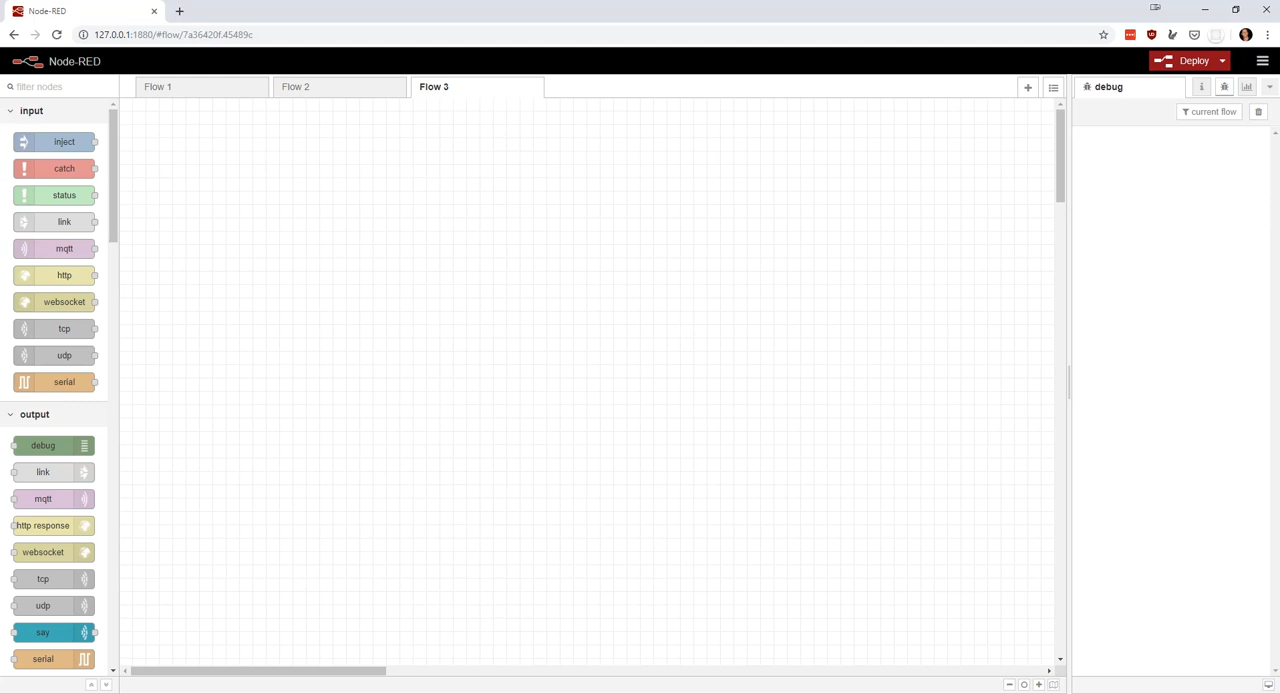 Node-RED
127.0.0.1:1880/#flow/7a36420f.45489c
Node-RED
Deploy
filter nodes
Flow 1
Flow 2
Flow 3
debug
current flow
input
inject
catch
status
link
mqtt
http
websocket
tcp
udp
serial
output
debug
link
mqtt
http response
websocket
tcp
udp
say
serial